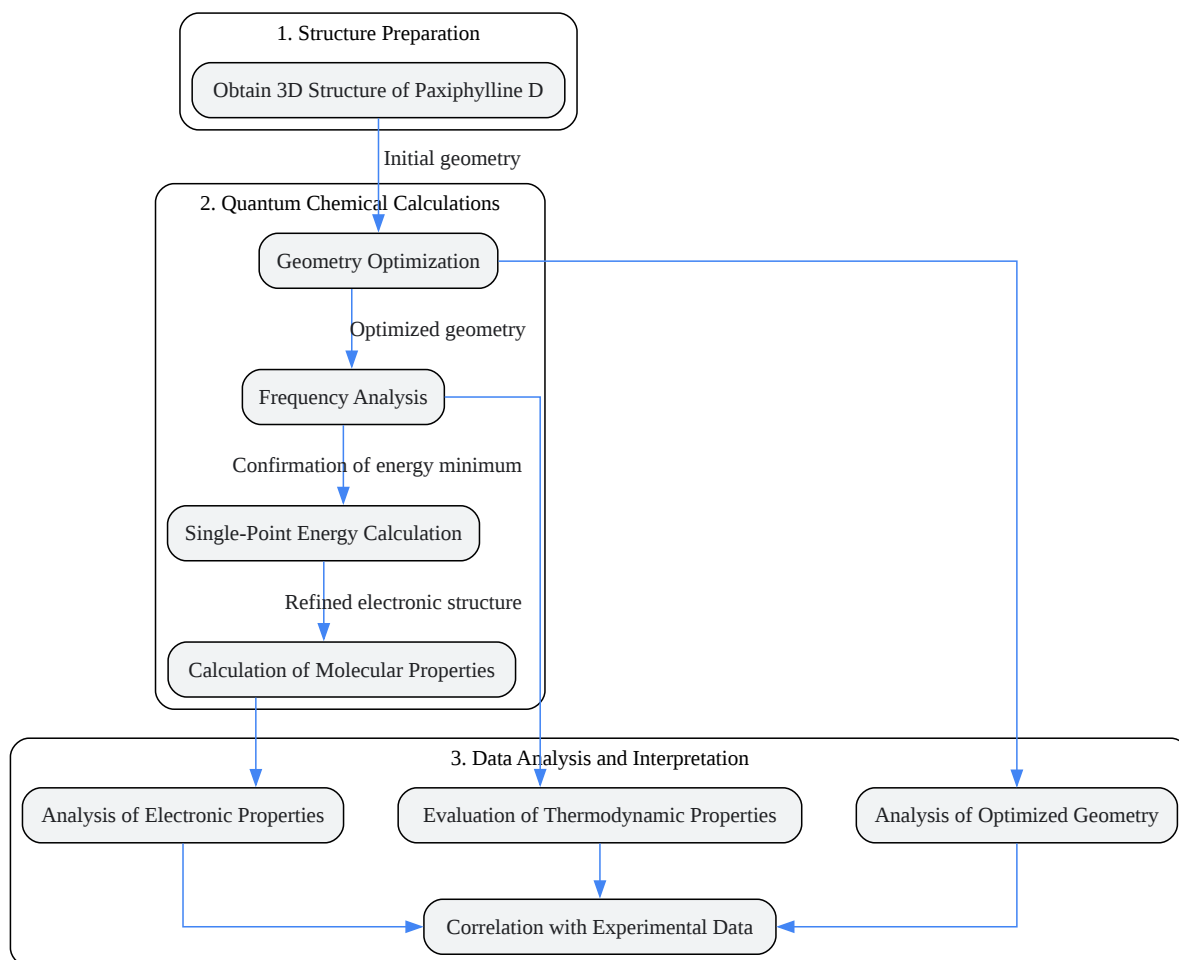 1. Structure Preparation
Obtain 3D Structure of Paxiphylline D
Initial geometry
2. Quantum Chemical Calculations
Geometry Optimization
Optimized geometry
Frequency Analysis
Confirmation of energy minimum
Single-Point Energy Calculation
Refined electronic structure
Calculation of Molecular Properties
3. Data Analysis and Interpretation
Analysis of Electronic Properties
Evaluation of Thermodynamic Properties
Analysis of Optimized Geometry
Correlation with Experimental Data